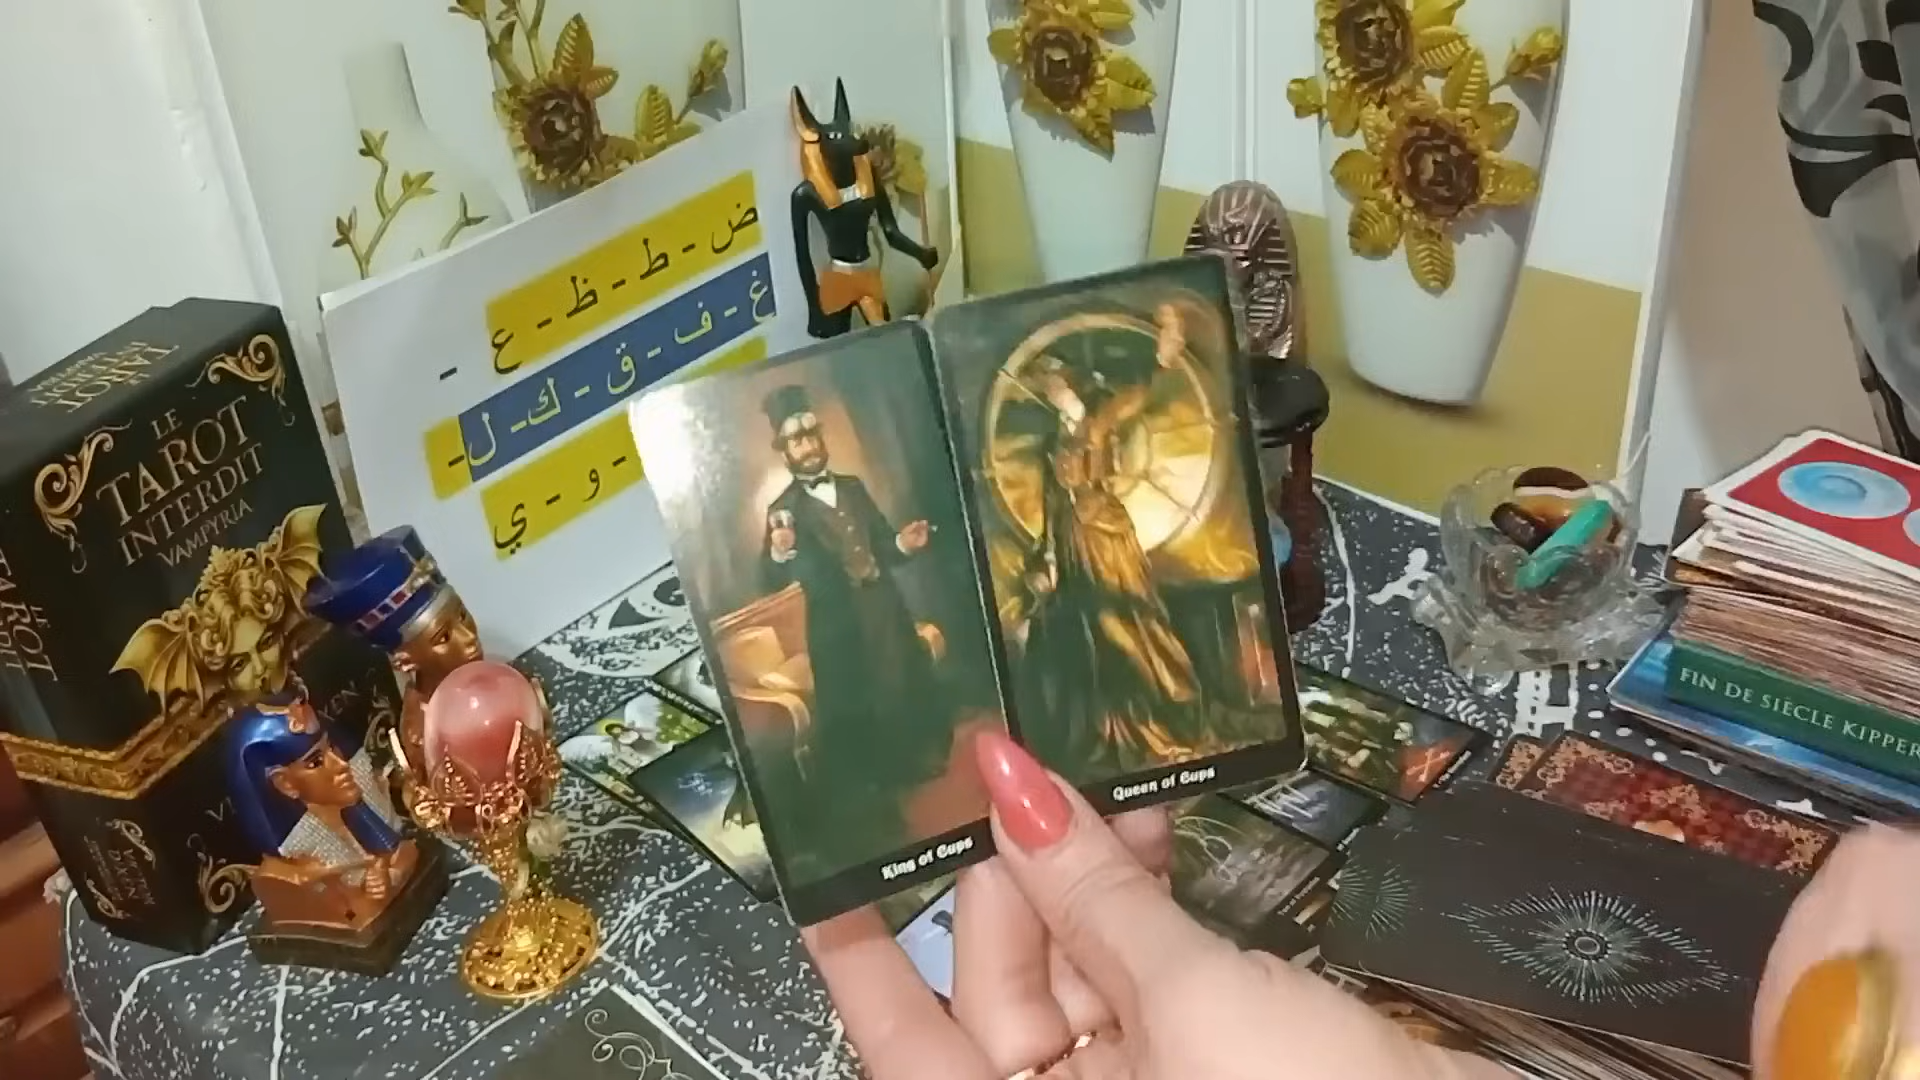 LE
TAROT
INTERDIT
VAMPYRIA
ض - ط - ظ - ع -
غ - ف - ق - ك - ل -
و - ي
King of Cups
Queen of Cups
FIN DE SIÈCLE KIPPER